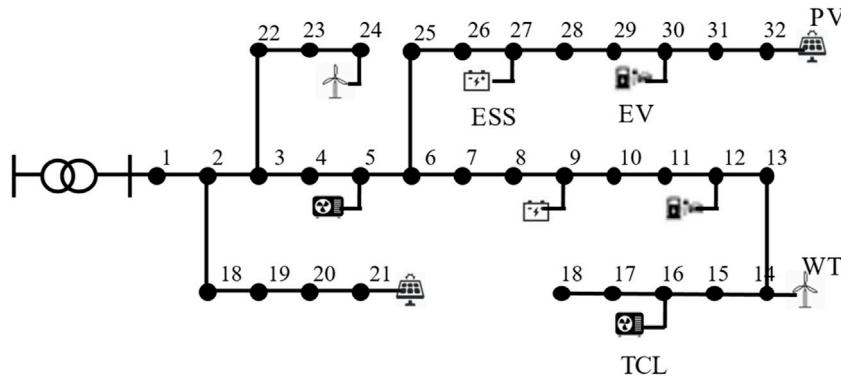 PV
22 23 24 25 26 27 28 29 30 31 32
ESS EV
1 2 3 4 5 6 7 8 9 10 11 12 13
WT
18 19 20 21 18 17 16 15 14
TCL